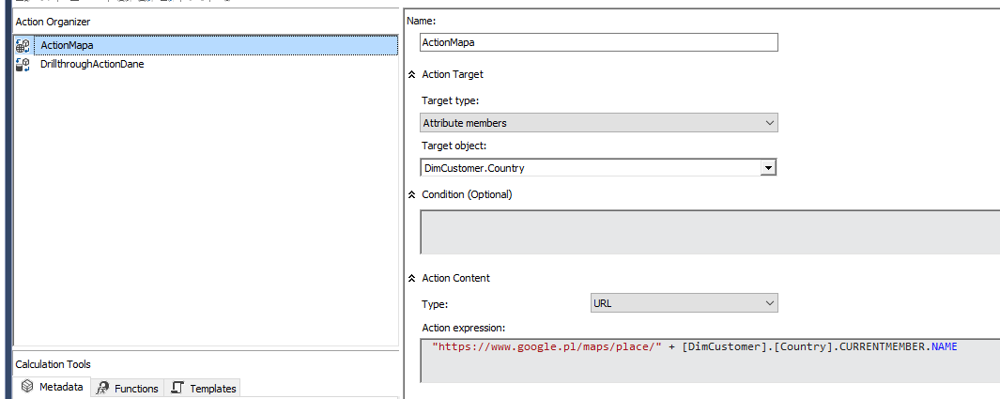 Action Organizer
ActionMapa
DrillthroughActionDane
Calculation Tools
Metadata
Functions
Templates
Name:
ActionMapa
Action Target
Target type:
Attribute members
Target object:
DimCustomer.Country
Condition (Optional)
Action Content
Type:
URL
Action expression:
"https://www.google.pl/maps/place/" + [DimCustomer].[Country].CURRENTMEMBER.NAME